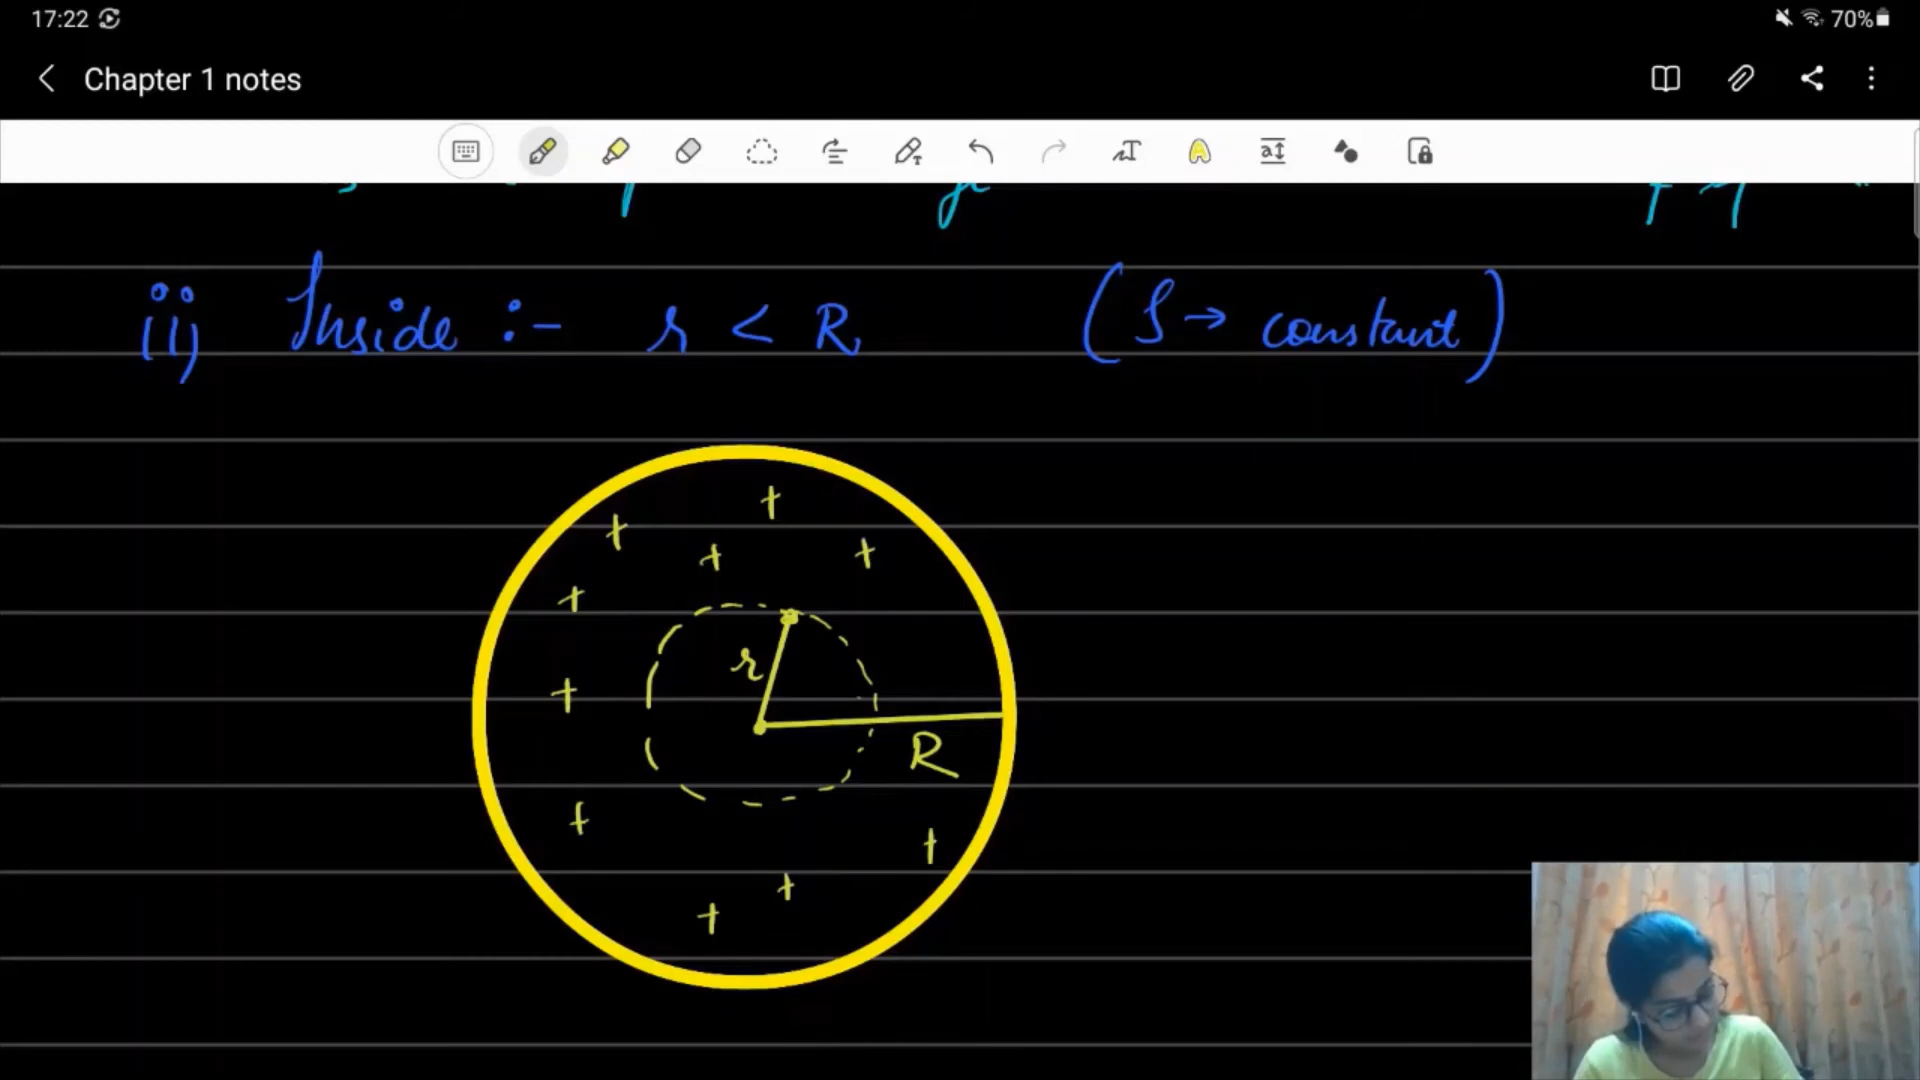 17:22 70%
Chapter 1 notes
(ii) Inside :- r < R (ρ → constant)
+
+ + +
+
r
+
R
+ +
+
+